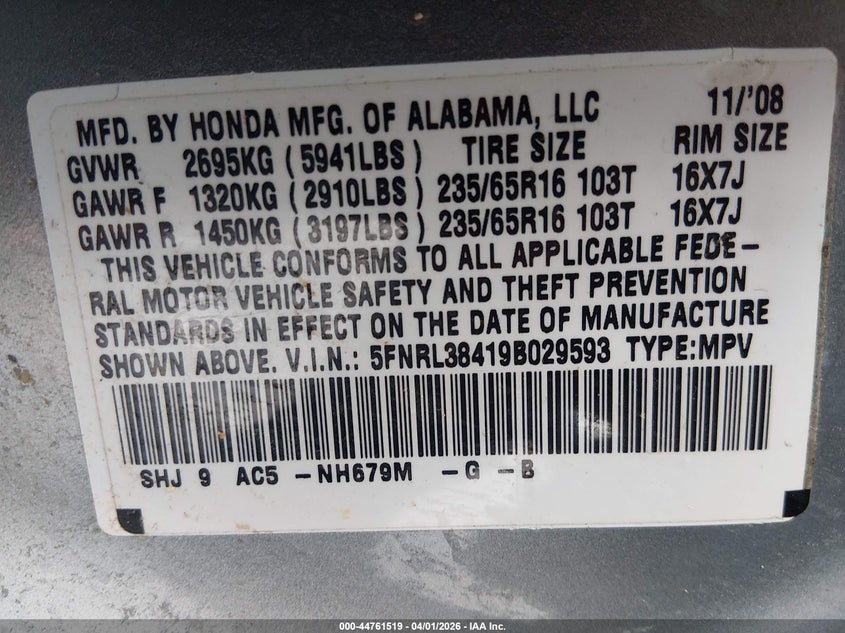 MFD. BY HONDA MFG. OF ALABAMA, LLC 11/'08
GVWR 2695KG (5941LBS) TIRE SIZE RIM SIZE
GAWR F 1320KG (2910LBS) 235/65R16 103T 16X7J
GAWR R 1450KG (3197LBS) 235/65R16 103T 16X7J
THIS VEHICLE CONFORMS TO ALL APPLICABLE FEDE-
RAL MOTOR VEHICLE SAFETY AND THEFT PREVENTION
STANDARDS IN EFFECT ON THE DATE OF MANUFACTURE
SHOWN ABOVE. V.I.N.: 5FNRL38419B029593 TYPE:MPV
SHJ 9 AC5 -NH679M -G -B
000-44761519 | 04/01/2026 | IAA Inc.